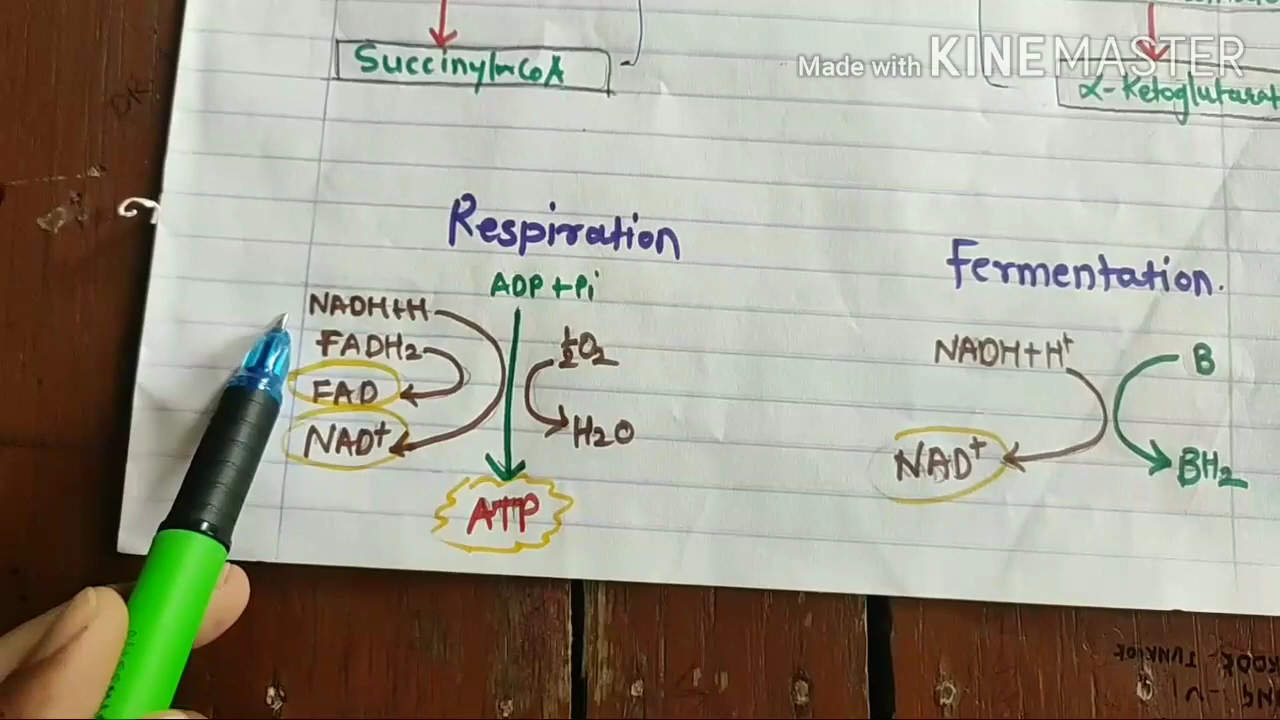 Made with KINEMASTER
Succinyl CoA
α-Ketoglutarat
Respiration
ADP + Pi
NADH+H
FADH2
FAD
NAD+
½O2
H2O
ATP
Fermentation.
NADH+H+
NAD+
B
BH2